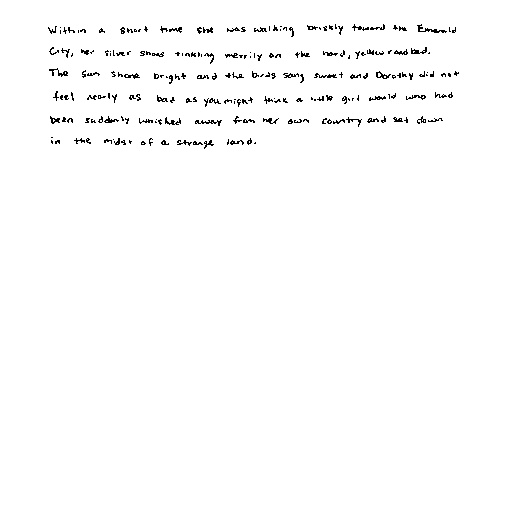 Within a short time she was walking briskly toward the Emerald
City, her silver shoes tinkling merrily on the hard, yellow roadbed.
The sun shone bright and the birds sang sweet and Dorothy did not
feel nearly as bad as you might think a little girl would who had
been suddenly whisked away from her own country and set down
in the midst of a strange land.